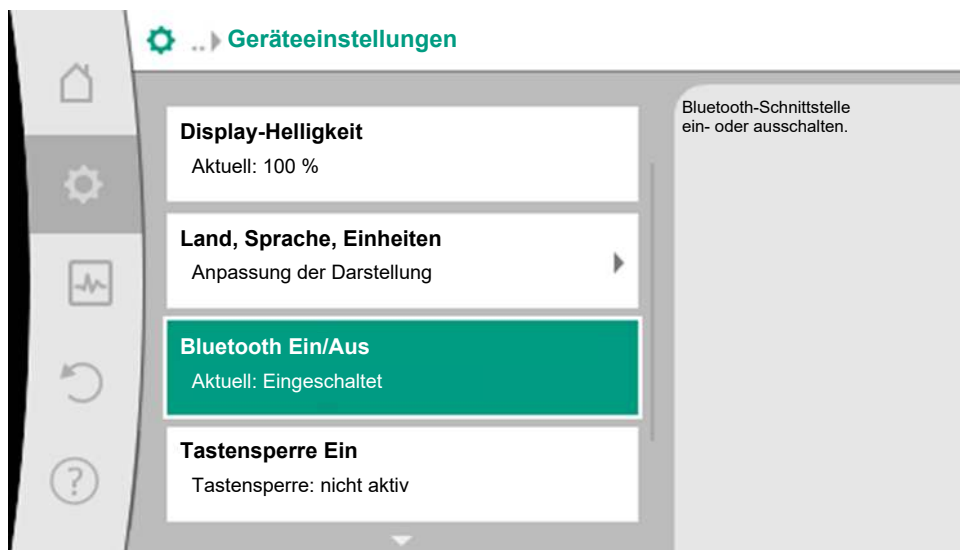 .. Geräteeinstellungen
Display-Helligkeit
Aktuell: 100 %
Land, Sprache, Einheiten
Anpassung der Darstellung
Bluetooth Ein/Aus
Aktuell: Eingeschaltet
Tastensperre Ein
Tastensperre: nicht aktiv
Bluetooth-Schnittstelle
ein- oder ausschalten.
?